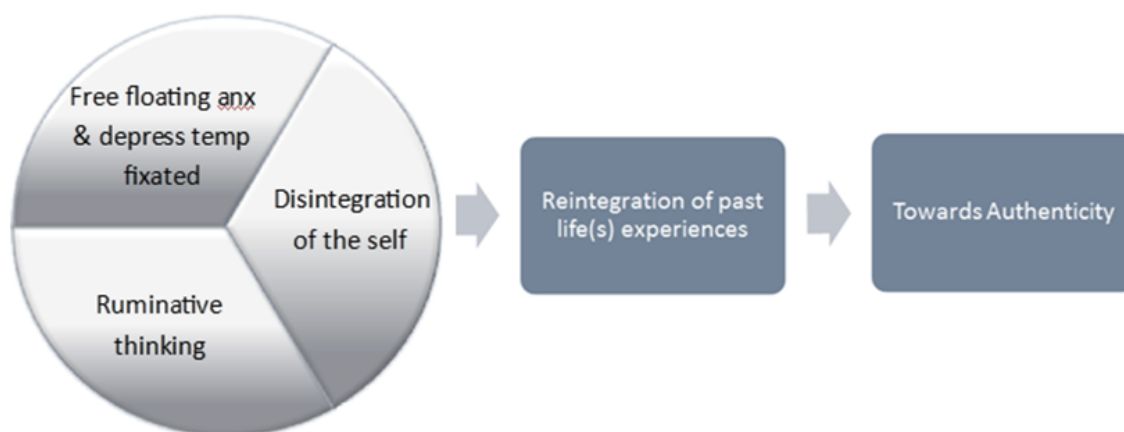 Free floating anx
& depress temp
fixated
Disintegration
of the self
Ruminative
thinking
Reintegration of past
life(s) experiences
Towards Authenticity